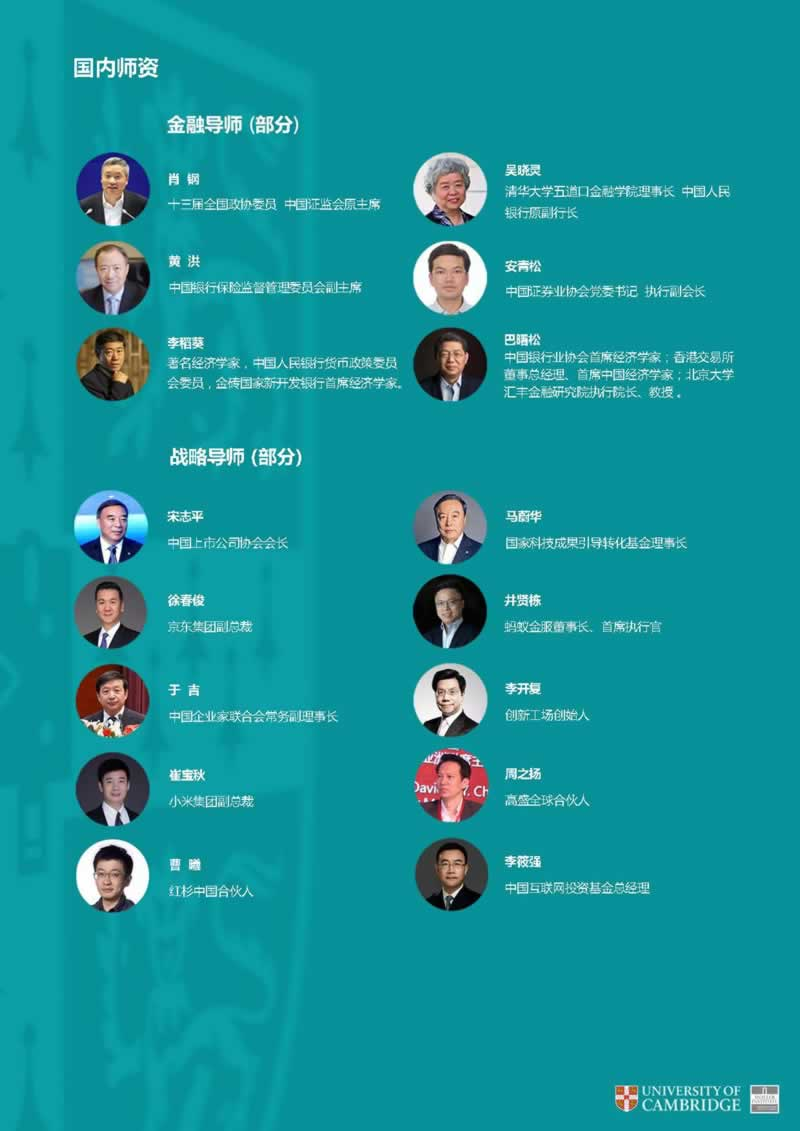 国内师资
金融导师 (部分)
肖 钢
十三届全国政协委员 中国证监会原主席
吴晓灵
清华大学五道口金融学院理事长 中国人民
银行原副行长
黄 洪
中国银行保险监督管理委员会副主席
安青松
中国证券业协会党委书记 执行副会长
李稻葵
著名经济学家，中国人民银行货币政策委员
会委员，金砖国家新开发银行首席经济学家。
巴曙松
中国银行业协会首席经济学家；香港交易所
董事总经理、首席中国经济学家；北京大学
汇丰金融研究院执行院长、教授。
战略导师 (部分)
宋志平
中国上市公司协会会长
马蔚华
国家科技成果引导转化基金理事长
徐春俊
京东集团副总裁
井贤栋
蚂蚁金服董事长、首席执行官
于 吉
中国企业家联合会常务副理事长
李开复
创新工场创始人
崔宝秋
小米集团副总裁
David
Ch
周之扬
高盛全球合伙人
曹 曦
红杉中国合伙人
李筱强
中国互联网投资基金总经理
UNIVERSITY OF
CAMBRIDGE